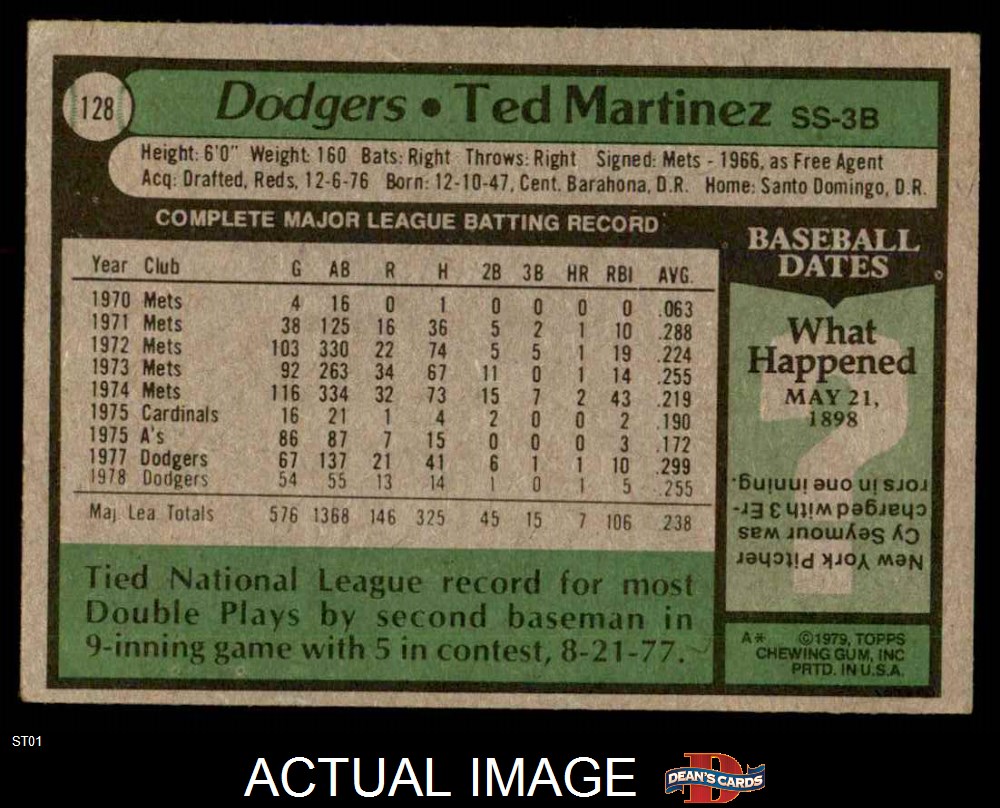 128
Dodgers • Ted Martinez SS-3B
Height: 6'0" Weight: 160 Bats: Right Throws: Right Signed: Mets - 1966, as Free Agent
Acq: Drafted, Reds, 12-6-76 Born: 12-10-47, Cent. Barahona, D.R. Home: Santo Domingo, D.R.
COMPLETE MAJOR LEAGUE BATTING RECORD
Year Club G AB R H 2B 3B HR RBI AVG.
1970 Mets 4 16 0 1 0 0 0 0 .063
1971 Mets 38 125 16 36 5 2 1 10 .288
1972 Mets 103 330 22 74 5 5 1 19 .224
1973 Mets 92 263 34 67 11 0 1 14 .255
1974 Mets 116 334 32 73 15 7 2 43 .219
1975 Cardinals 16 21 1 4 2 0 0 2 .190
1975 A's 86 87 7 15 0 0 0 3 .172
1977 Dodgers 67 137 21 41 6 1 1 10 .299
1978 Dodgers 54 55 13 14 1 0 1 5 .255
Maj. Lea. Totals 576 1368 146 325 45 15 7 106 .238
Tied National League record for most
Double Plays by second baseman in
9-inning game with 5 in contest, 8-21-77.
BASEBALL
DATES
What
Happened
MAY 21,
1898
?
New York Pitcher
Cy Seymour was
charged with 3 Er-
rors in one inning.
A* ©1979, TOPPS
CHEWING GUM, INC
PRTD. IN U.S.A.
ST01
ACTUAL IMAGE
DEAN'S CARDS